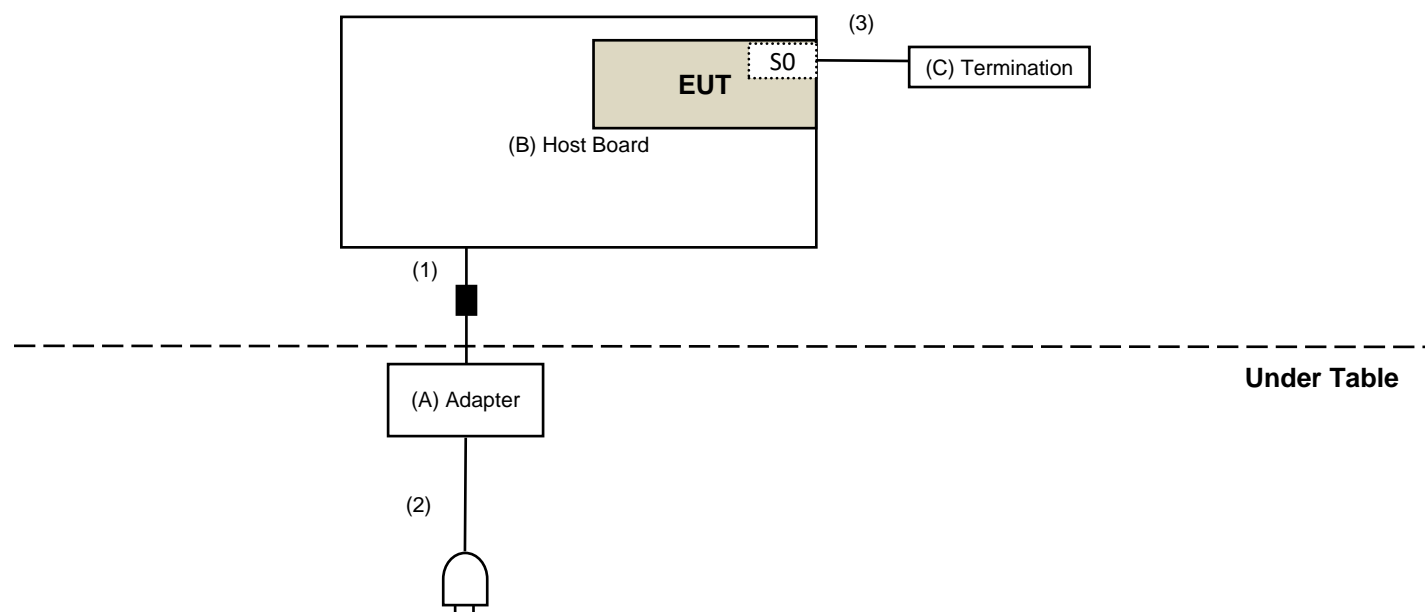 (3)
S0
(C) Termination
EUT
(B) Host Board
(1)
Under Table
(A) Adapter
(2)